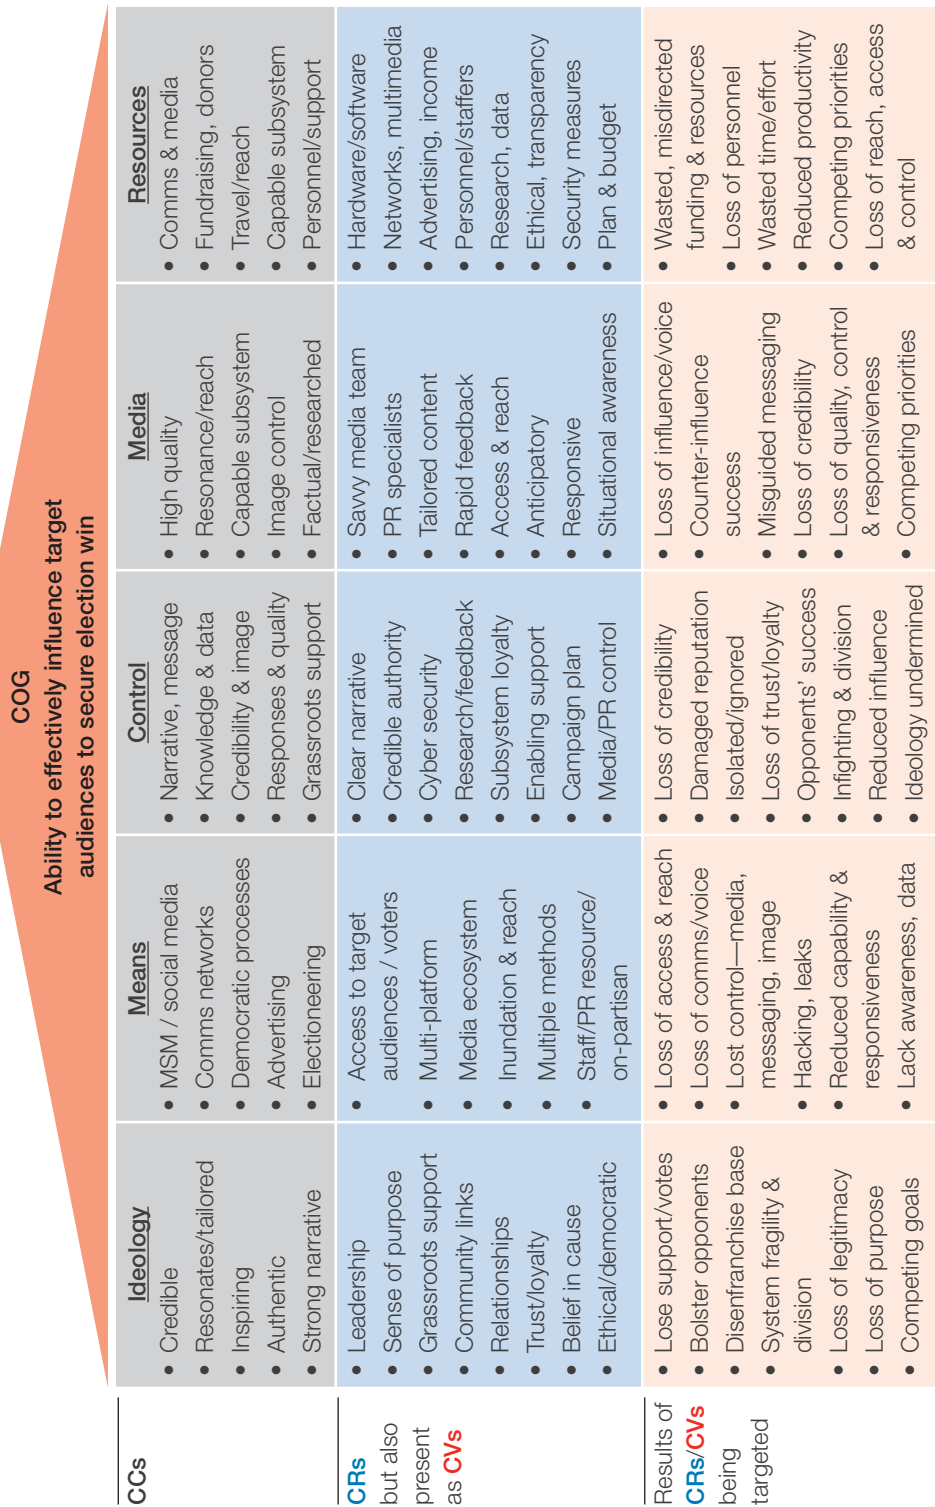 COG
Ability to effectively influence target
audiences to secure election win
CCs
Ideology
• Credible
• Resonates/tailored
• Inspiring
• Authentic
• Strong narrative
Means
• MSM / social media
• Comms networks
• Democratic processes
• Advertising
• Electioneering
Control
• Narrative, message
• Knowledge & data
• Credibility & image
• Responses & quality
• Grassroots support
Media
• High quality
• Resonance/reach
• Capable subsystem
• Image control
• Factual/researched
Resources
• Comms & media
• Fundraising, donors
• Travel/reach
• Capable subsystem
• Personnel/support
CRs
but also
present
as CVs
• Leadership
• Sense of purpose
• Grassroots support
• Community links
• Relationships
• Trust/loyalty
• Belief in cause
• Ethical/democratic
• Access to target
audiences / voters
• Multi-platform
• Media ecosystem
• Inundation & reach
• Multiple methods
• Staff/PR resource/
on-partisan
• Clear narrative
• Credible authority
• Cyber security
• Research/feedback
• Subsystem loyalty
• Enabling support
• Campaign plan
• Media/PR control
• Savvy media team
• PR specialists
• Tailored content
• Rapid feedback
• Access & reach
• Anticipatory
• Responsive
• Situational awareness
• Hardware/software
• Networks, multimedia
• Advertising, income
• Personnel/staffers
• Research, data
• Ethical, transparency
• Security measures
• Plan & budget
Results of
CRs/CVs
being
targeted
• Lose support/votes
• Bolster opponents
• Disenfranchise base
• System fragility &
division
• Loss of legitimacy
• Loss of purpose
• Competing goals
• Loss of access & reach
• Loss of comms/voice
• Lost control—media,
messaging, image
• Hacking, leaks
• Reduced capability &
responsiveness
• Lack awareness, data
• Loss of credibility
• Damaged reputation
• Isolated/ignored
• Loss of trust/loyalty
• Opponents' success
• Infighting & division
• Reduced influence
• Ideology undermined
• Loss of influence/voice
• Counter-influence
success
• Misguided messaging
• Loss of credibility
• Loss of quality, control
& responsiveness
• Competing priorities
• Wasted, misdirected
funding & resources
• Loss of personnel
• Wasted time/effort
• Reduced productivity
• Competing priorities
• Loss of reach, access
& control